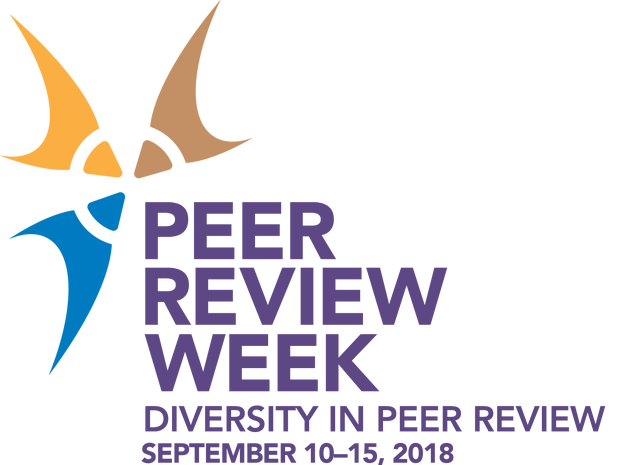 PEER
REVIEW
WEEK
DIVERSITY IN PEER REVIEW
SEPTEMBER 10–15, 2018